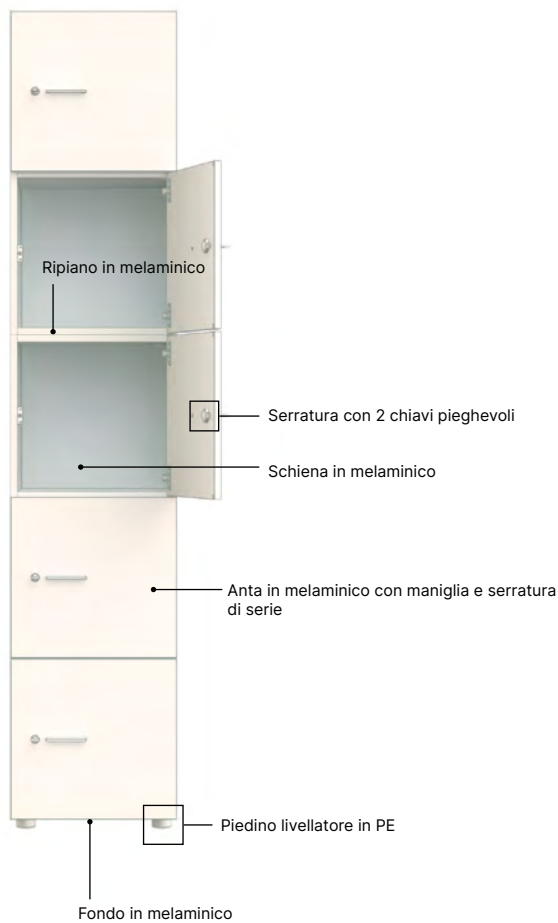 Ripiano in melaminico
Serratura con 2 chiavi pieghevoli
Schiena in melaminico
Anta in melaminico con maniglia e serratura
di serie
Piedino livellatore in PE
Fondo in melaminico